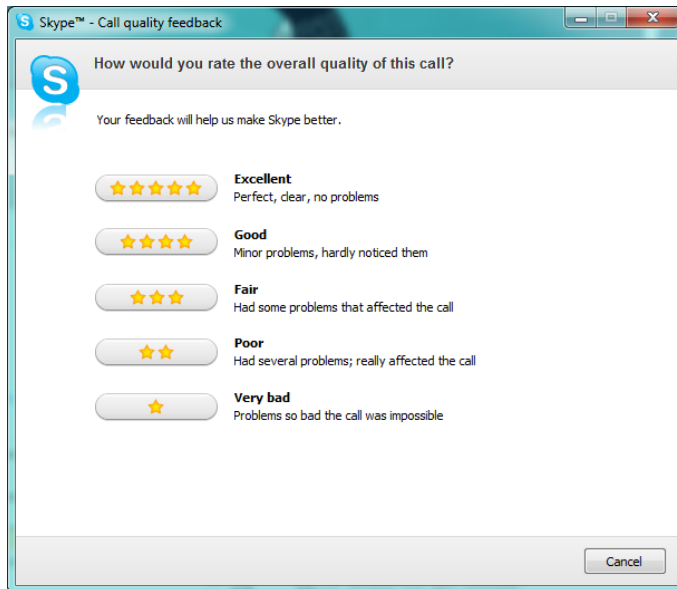 Skype™ - Call quality feedback
How would you rate the overall quality of this call?
Your feedback will help us make Skype better.
Excellent
Perfect, clear, no problems
Good
Minor problems, hardly noticed them
Fair
Had some problems that affected the call
Poor
Had several problems; really affected the call
Very bad
Problems so bad the call was impossible
Cancel